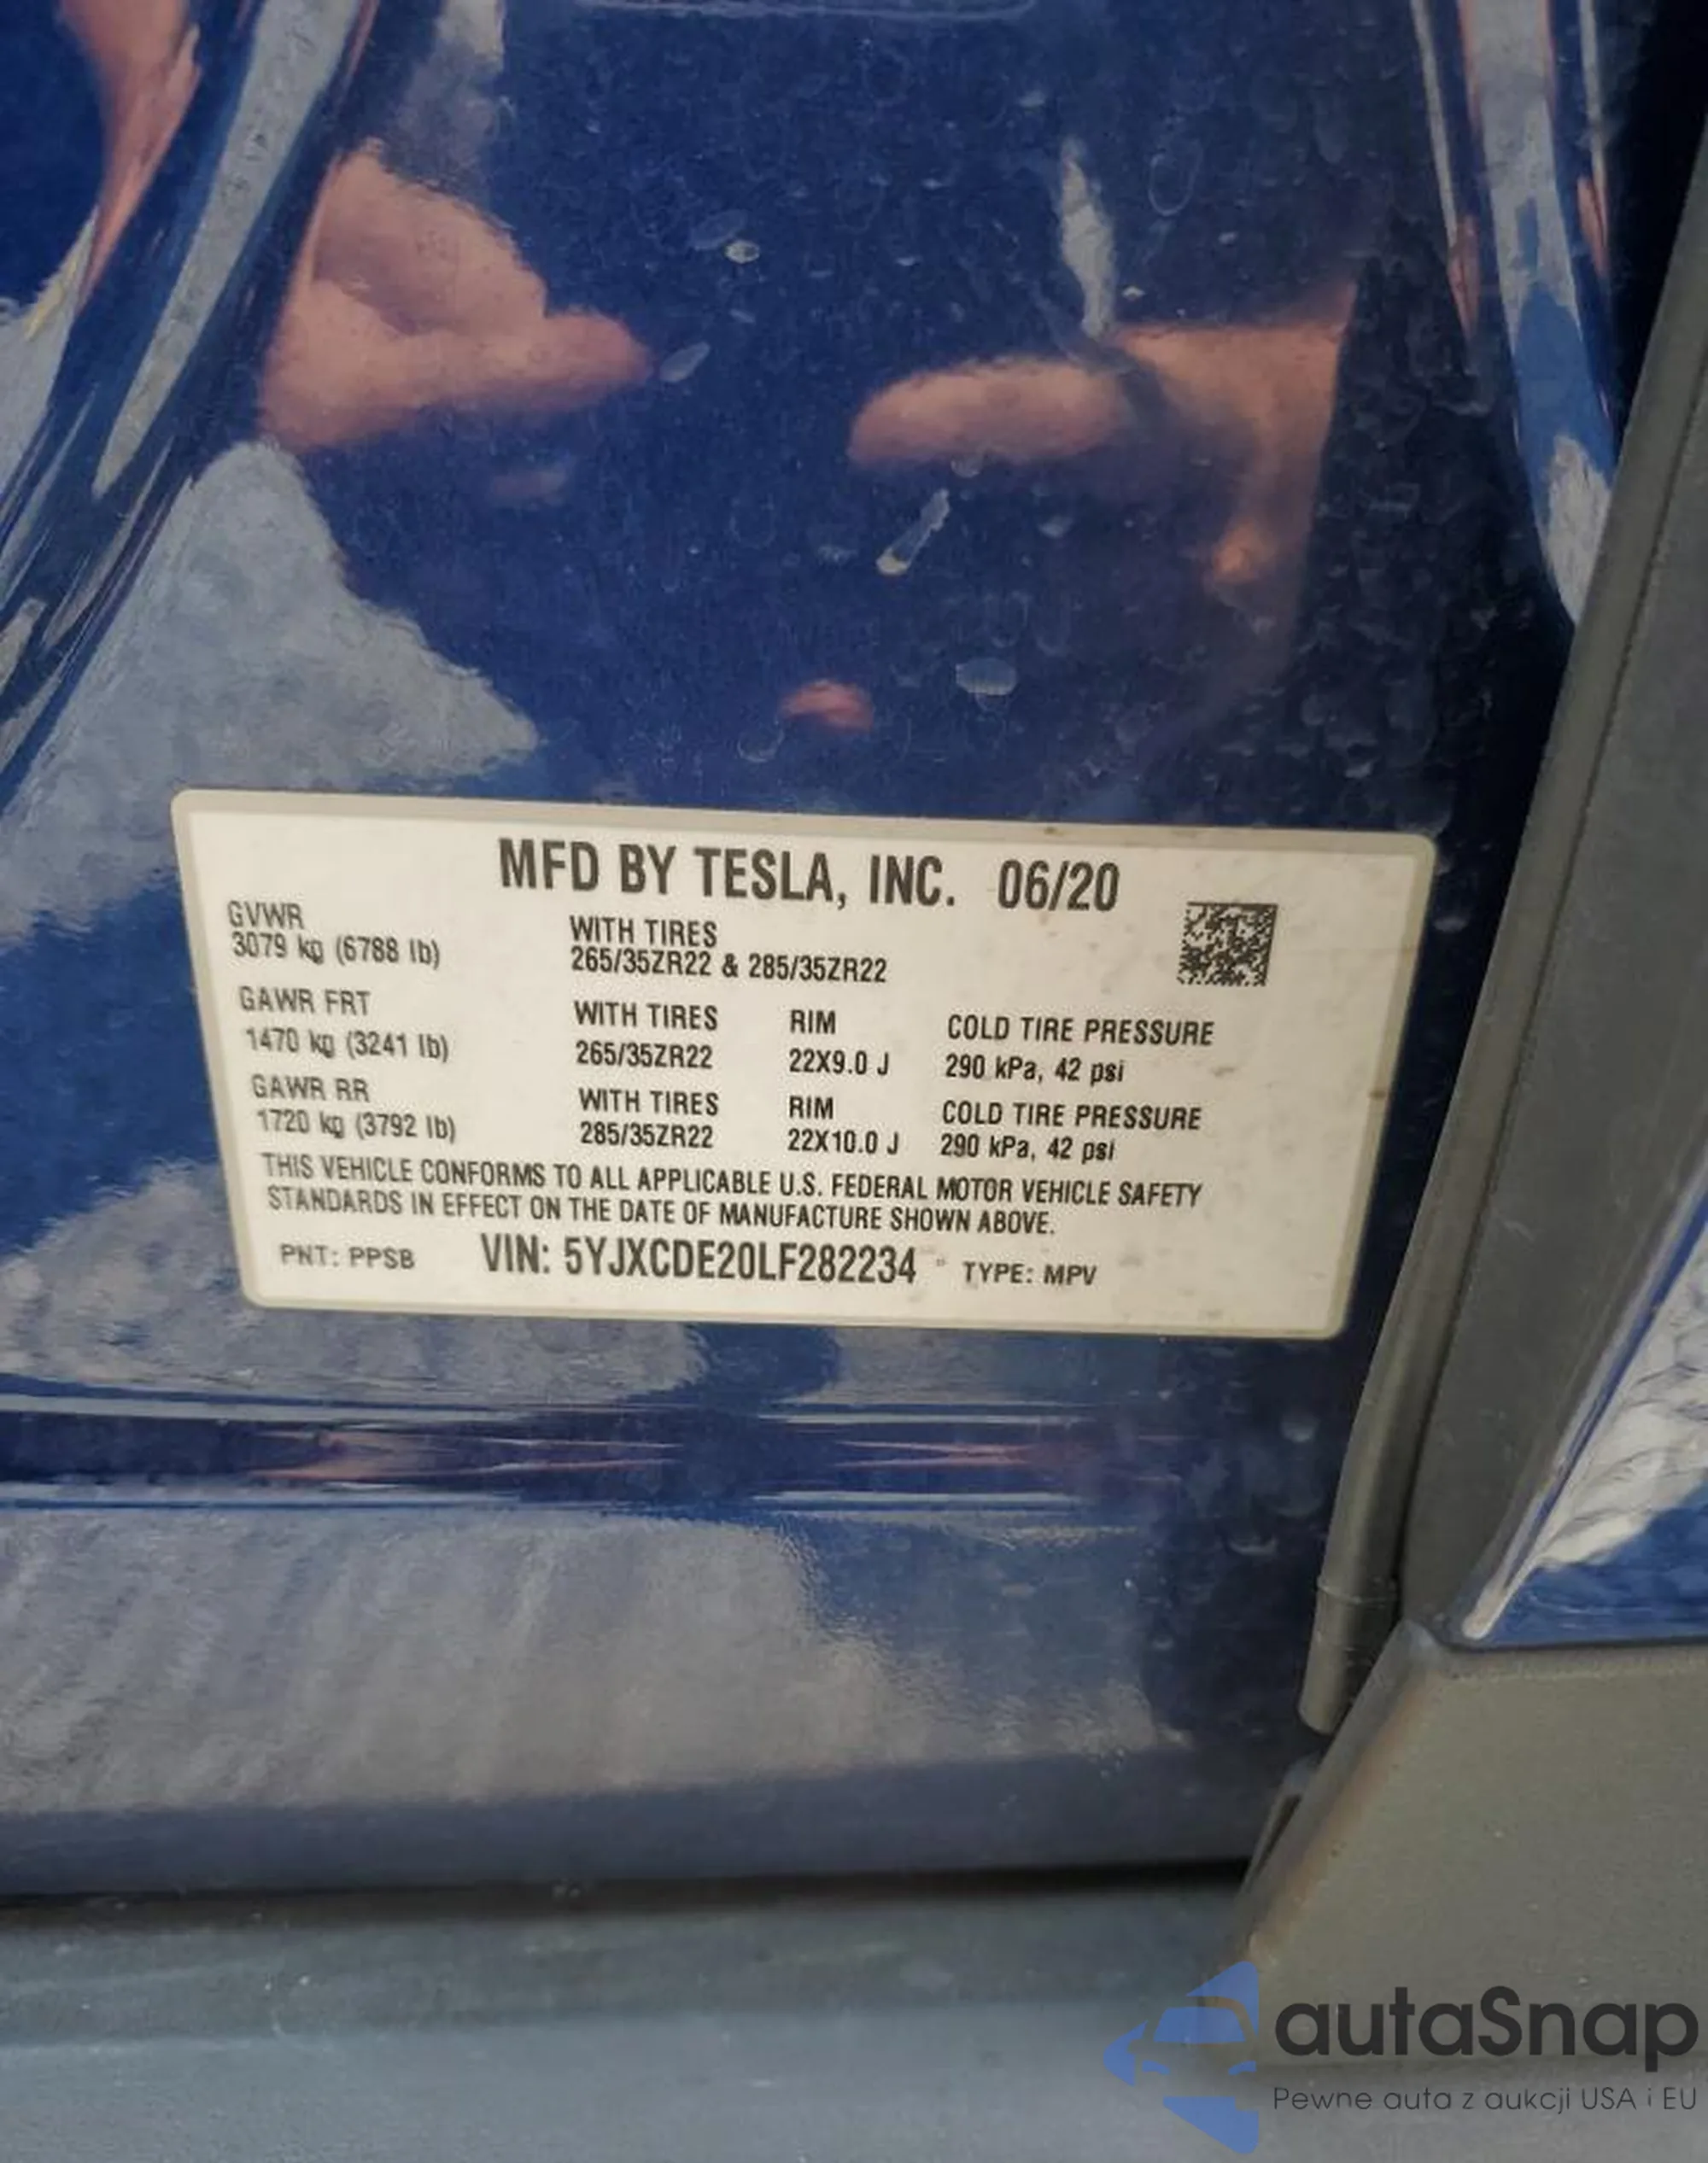 MFD BY TESLA, INC. 06/20
GVWR
3079 kg (6788 lb)
WITH TIRES
265/35ZR22 & 285/35ZR22
GAWR FRT
1470 kg (3241 lb)
WITH TIRES
265/35ZR22
RIM
22X9.0 J
COLD TIRE PRESSURE
290 kPa, 42 psi
GAWR RR
1720 kg (3792 lb)
WITH TIRES
285/35ZR22
RIM
22X10.0 J
COLD TIRE PRESSURE
290 kPa, 42 psi
THIS VEHICLE CONFORMS TO ALL APPLICABLE U.S. FEDERAL MOTOR VEHICLE SAFETY
STANDARDS IN EFFECT ON THE DATE OF MANUFACTURE SHOWN ABOVE.
PNT: PPSB VIN: 5YJXCDE20LF282234 TYPE: MPV
autaSnap
Pewne auta z aukcji USA i EU